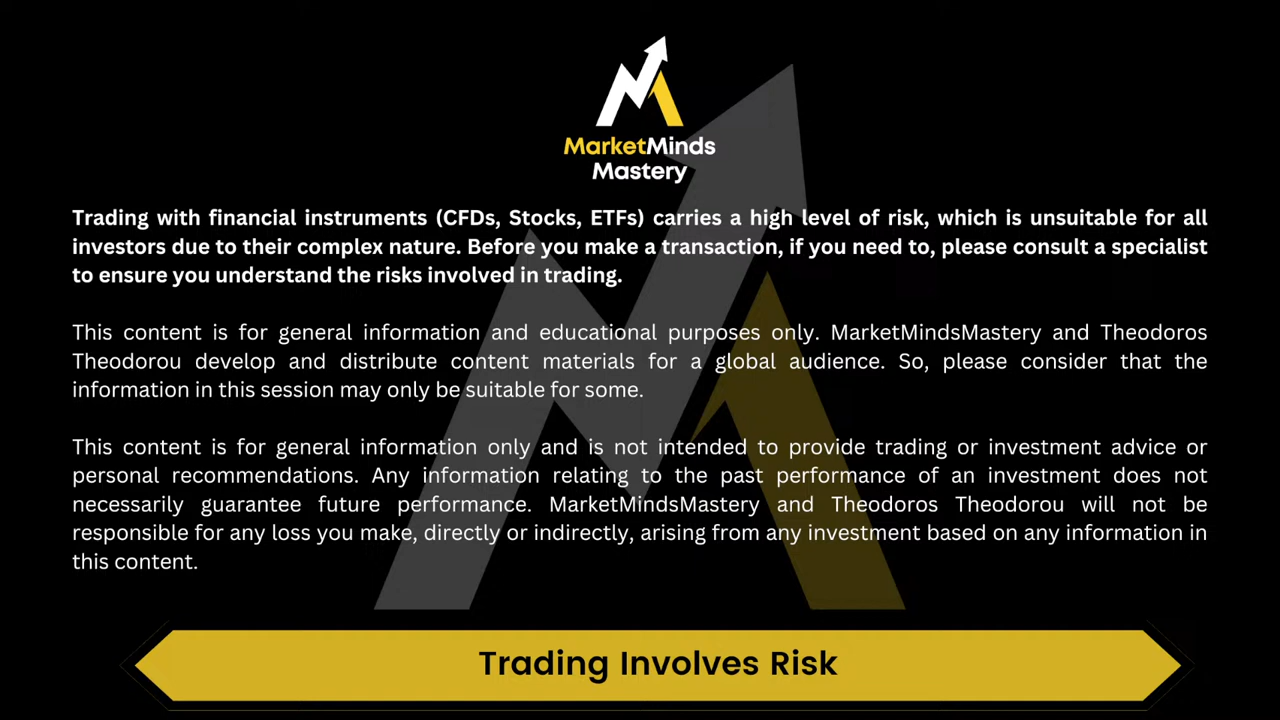 MarketMinds
Mastery
Trading with financial instruments (CFDs, Stocks, ETFs) carries a high level of risk, which is unsuitable for all
investors due to their complex nature. Before you make a transaction, if you need to, please consult a specialist
to ensure you understand the risks involved in trading.
This content is for general information and educational purposes only. MarketMindsMastery and Theodoros
Theodorou develop and distribute content materials for a global audience. So, please consider that the
information in this session may only be suitable for some.
This content is for general information only and is not intended to provide trading or investment advice or
personal recommendations. Any information relating to the past performance of an investment does not
necessarily guarantee future performance. MarketMindsMastery and Theodoros Theodorou will not be
responsible for any loss you make, directly or indirectly, arising from any investment based on any information in
this content.
Trading Involves Risk